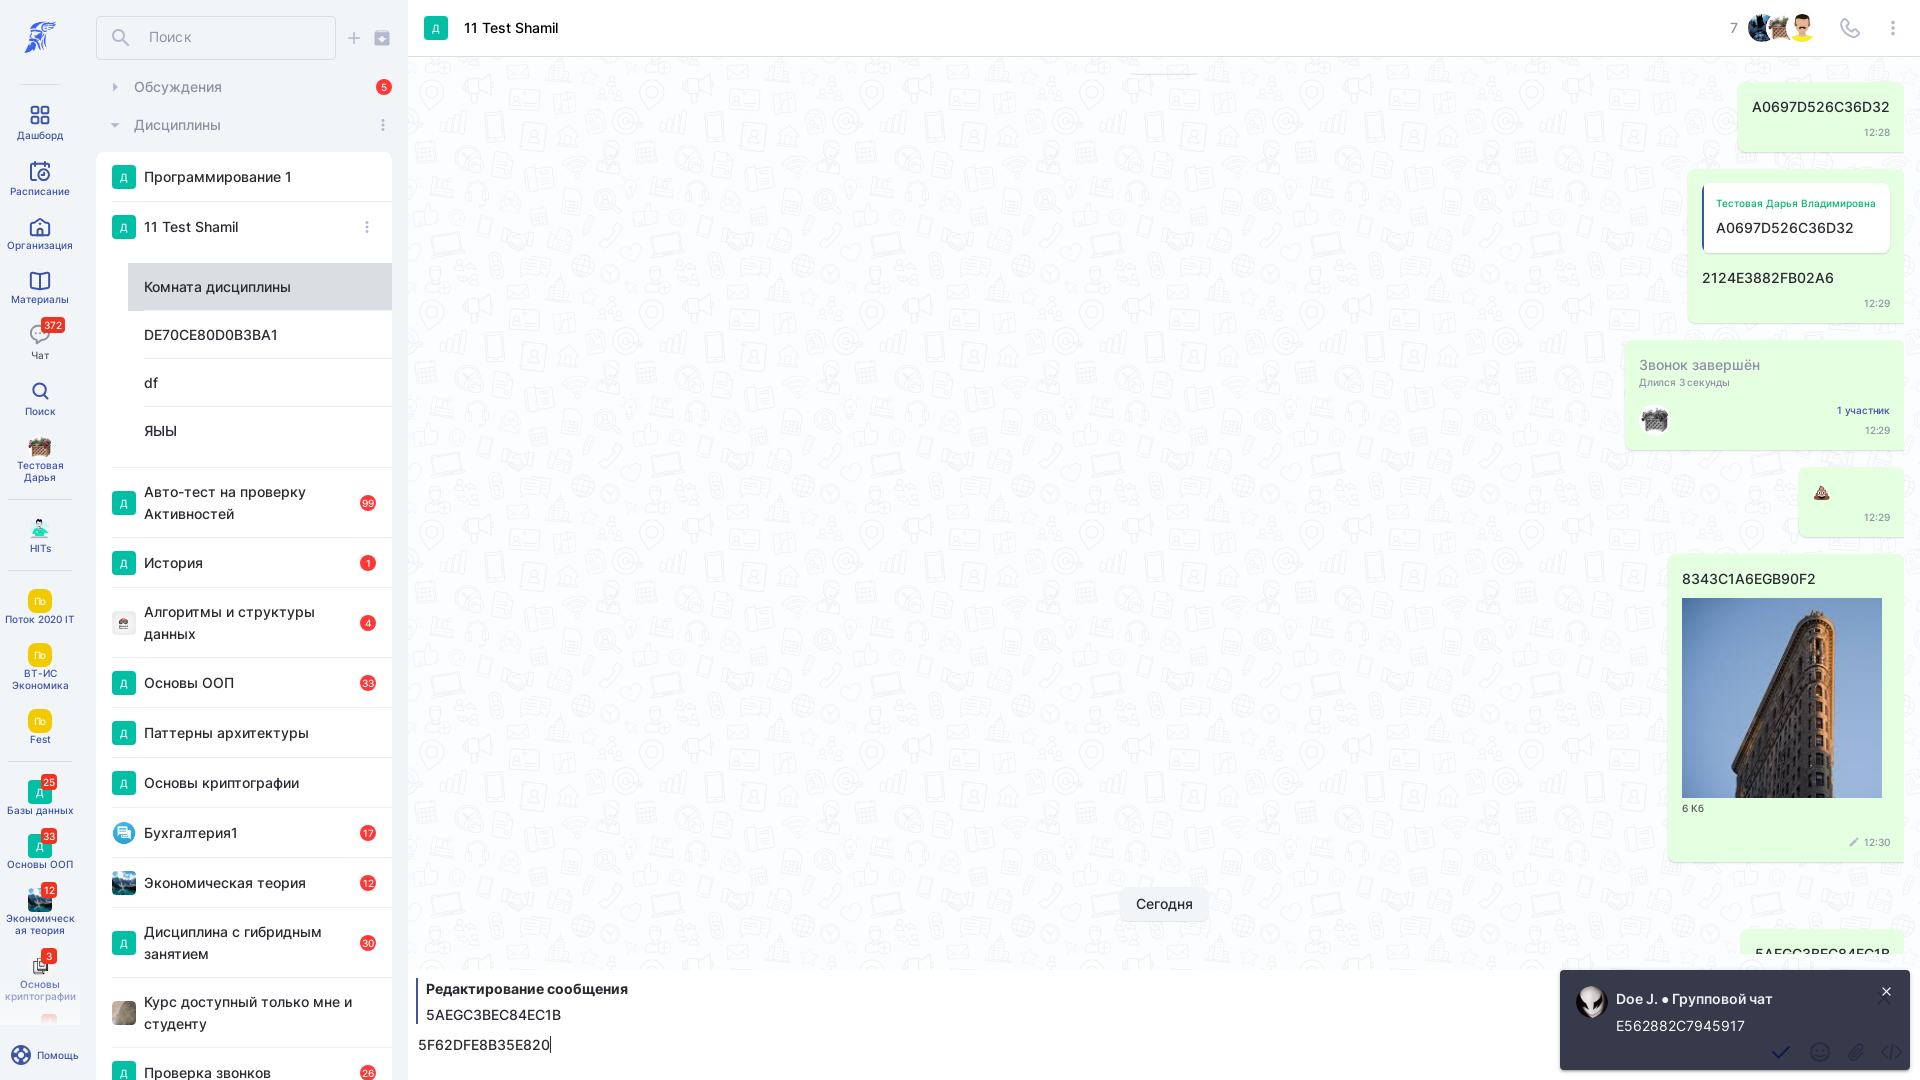 Дашборд
Расписание
Организация
Материалы
372
Чат
Поиск
Тестовая
Дарья
HITs
По
Поток 2020 IT
По
ВТ-ИС
Экономика
По
Fest
25
Д
Базы данных
33
Д
Основы ООП
12
Экономическ
ая теория
3
Основы
криптографии
Помощь
Поиск
Обсуждения
5
Дисциплины
Д
Программирование 1
Д
11 Test Shamil
Комната дисциплины
DE70CE80D0B3BA1
df
ЯЫЫ
Д
Авто-тест на проверку
Активностей
99
Д
История
1
Алгоритмы и структуры
данных
4
Д
Основы ООП
33
Д
Паттерны архитектуры
Д
Основы криптографии
Бухгалтерия1
17
Экономическая теория
12
Д
Дисциплина с гибридным
занятием
30
Курс доступный только мне и
студенту
Д
Проверка звонков
26
Д
11 Test Shamil
7
A0697D526C36D32
12:28
Тестовая Дарья Владимировна
A0697D526C36D32
2124E3882FB02A6
12:29
Звонок завершён
Длился 3 секунды
1 участник
12:29
12:29
8343C1A6EGB90F2
6 Кб
12:30
Сегодня
5AEGC3BEC84EC1B
Редактирование сообщения
5AEGC3BEC84EC1B
5F62DFE8B35E820
Doe J. ● Групповой чат
E562882C7945917